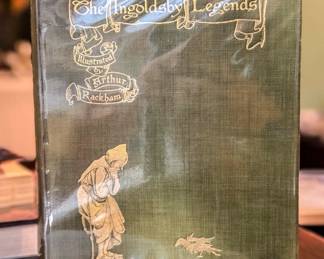 The Ingoldsby Legends
Illustrated
by
Arthur
Rackham